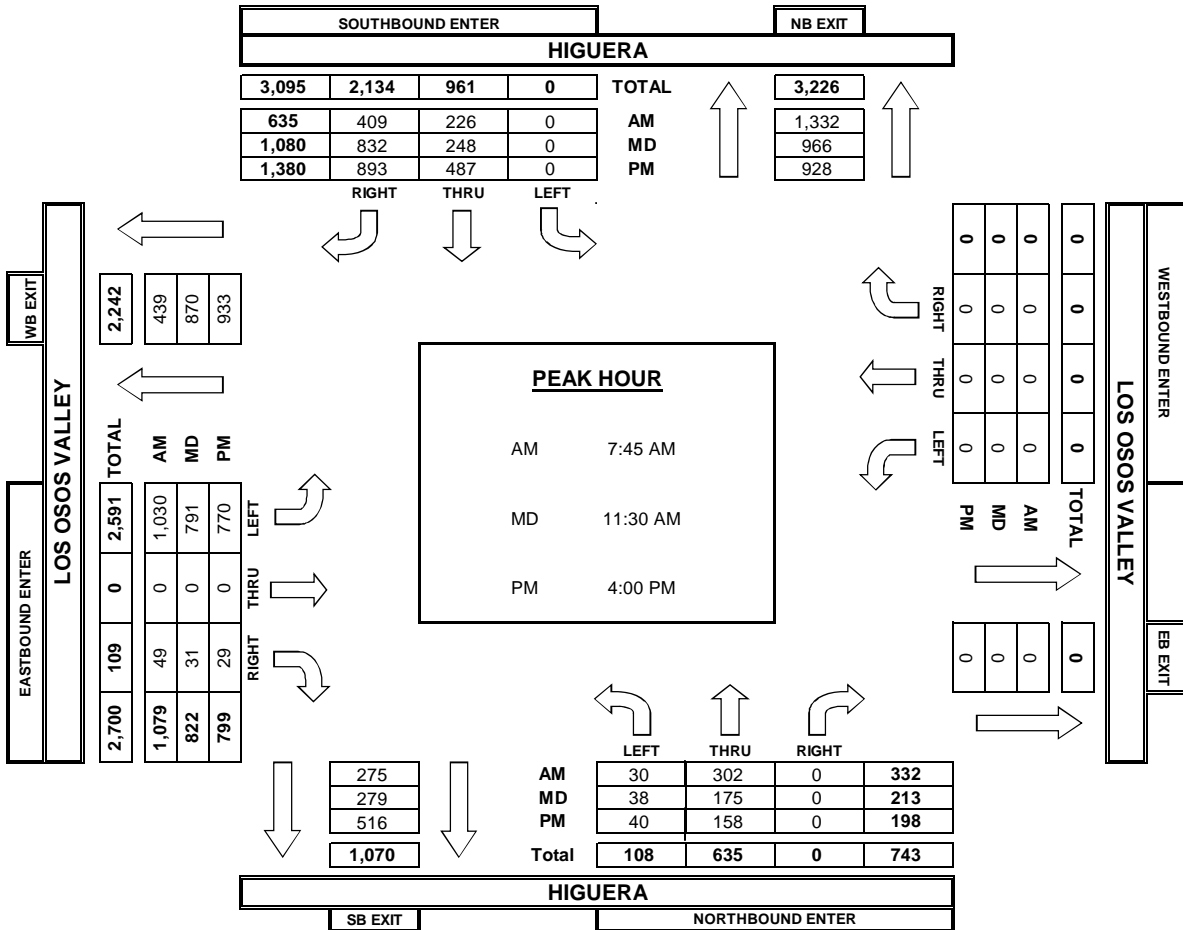 SOUTHBOUND ENTER NB EXIT
HIGUERA
3,095 2,134 961 0 TOTAL 3,226
635 409 226 0 AM 1,332
1,080 832 248 0 MD 966
1,380 893 487 0 PM 928
RIGHT THRU LEFT
WB EXIT
EASTBOUND ENTER
LOS OSOS VALLEY
2,242
439
870
933
TOTAL
AM
MD
PM
2,591 0 109 2,700
1,030 0 49 1,079
791 0 31 822
770 0 29 799
LEFT THRU RIGHT
PEAK HOUR
AM 7:45 AM
MD 11:30 AM
PM 4:00 PM
RIGHT THRU LEFT
0 0 0 0 PM 0
0 0 0 0 MD 0
0 0 0 0 AM 0
0 0 0 0 TOTAL 0
LOS OSOS VALLEY
WESTBOUND ENTER
EB EXIT
LEFT THRU RIGHT
275 AM 30 302 0 332
279 MD 38 175 0 213
516 PM 40 158 0 198
1,070 Total 108 635 0 743
HIGUERA
SB EXIT NORTHBOUND ENTER